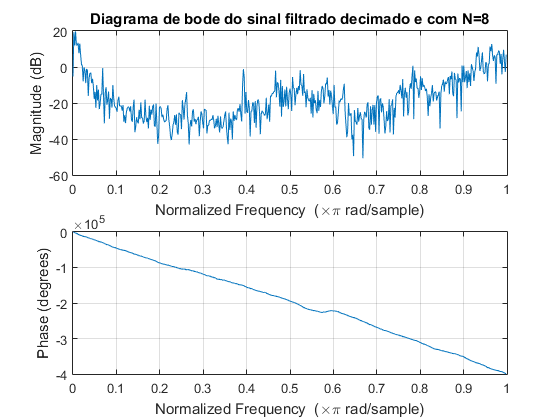 Diagrama de bode do sinal filtrado decimado e com N=8
20
0
-20
-40
-60
Magnitude (dB)
0 0.1 0.2 0.3 0.4 0.5 0.6 0.7 0.8 0.9 1
Normalized Frequency (×π rad/sample)
×10⁵
0
-1
-2
-3
-4
Phase (degrees)
0 0.1 0.2 0.3 0.4 0.5 0.6 0.7 0.8 0.9 1
Normalized Frequency (×π rad/sample)